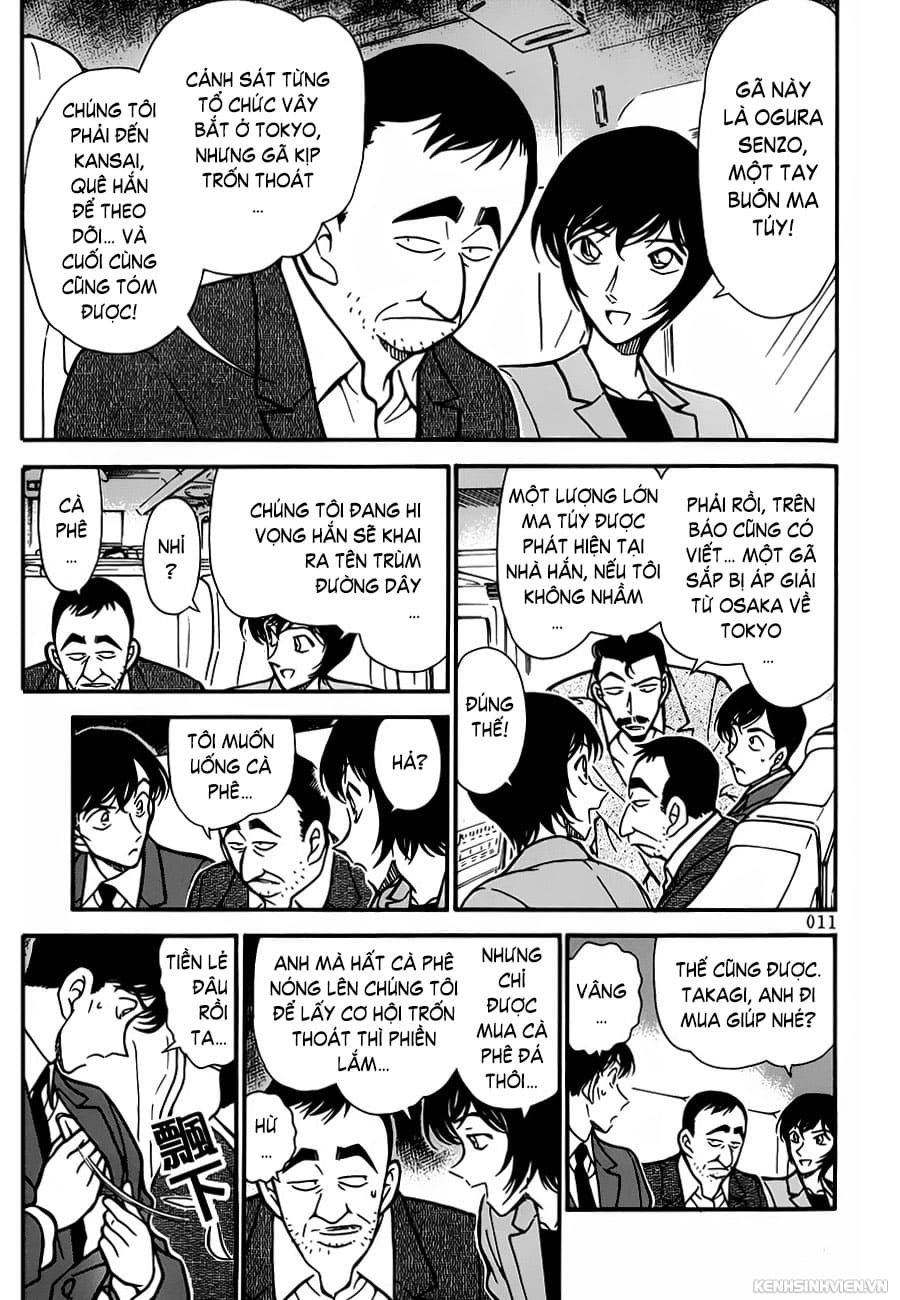 GÃ NÀY
LÀ OGURA
SENZO,
MỘT TAY
BUÔN MA
TÚY!
CẢNH SÁT TỪNG
TỔ CHỨC VÂY
BẮT Ở TOKYO,
NHƯNG GÃ KỊP
TRỐN THOÁT
...
CHÚNG TÔI
PHẢI ĐẾN
KANSAI,
QUÊ HẮN
ĐỂ THEO
DÕI... VÀ
CUỐI CÙNG
CŨNG TÓM
ĐƯỢC!
PHẢI RỒI, TRÊN
BÁO CŨNG CÓ
VIẾT... MỘT GÃ
SẮP BỊ ÁP GIẢI
TỪ OSAKA VỀ
TOKYO
...
MỘT LƯỢNG LỚN
MA TÚY ĐƯỢC
PHÁT HIỆN TẠI
NHÀ HẮN, NẾU TÔI
KHÔNG NHẦM
...
ĐÚNG
THẾ!
CHÚNG TÔI ĐANG HI
VỌNG HẮN SẼ KHAI
RA TÊN TRÙM
ĐƯỜNG DÂY
...
NHỈ
?
CÀ
PHÊ
...
HẢ?
TÔI MUỐN
UỐNG CÀ
PHÊ...
011
THẾ CŨNG ĐƯỢC.
TAKAGI, ANH ĐI
MUA GIÚP NHÉ?
VÂNG
...
NHƯNG
CHỈ
ĐƯỢC
MUA CÀ
PHÊ ĐÁ
THÔI...
ANH MÀ HẤT CÀ PHÊ
NÓNG LÊN CHÚNG TÔI
ĐỂ LẤY CƠ HỘI TRỐN
THOÁT THÌ PHIỀN
LẮM...
HỪ
...
TIỀN LẺ
ĐÂU
RỒI
TA...
飄下
KENHSINHVIEN.VN